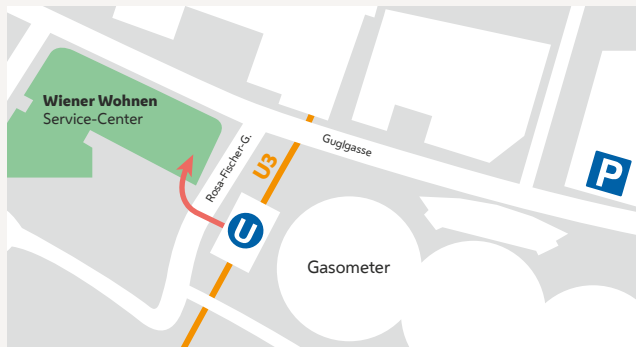 Wiener Wohnen
Service-Center
Rosa-Fischer-G.
U3
Guglgasse
P
U
Gasometer